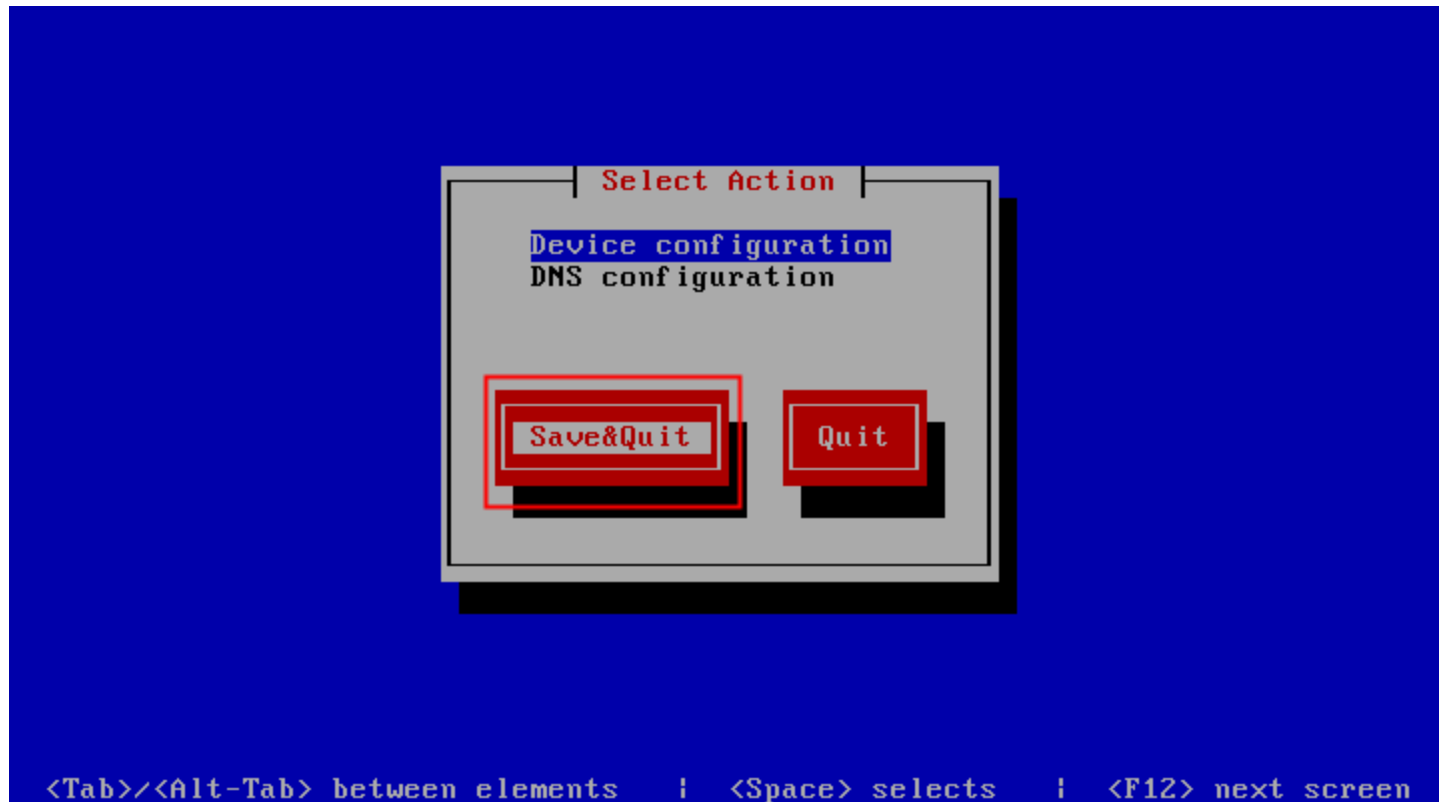 Select Action
Device configuration
DNS configuration
Save&Quit
Quit
<Tab>/<Alt-Tab> between elements | <Space> selects | <F12> next screen